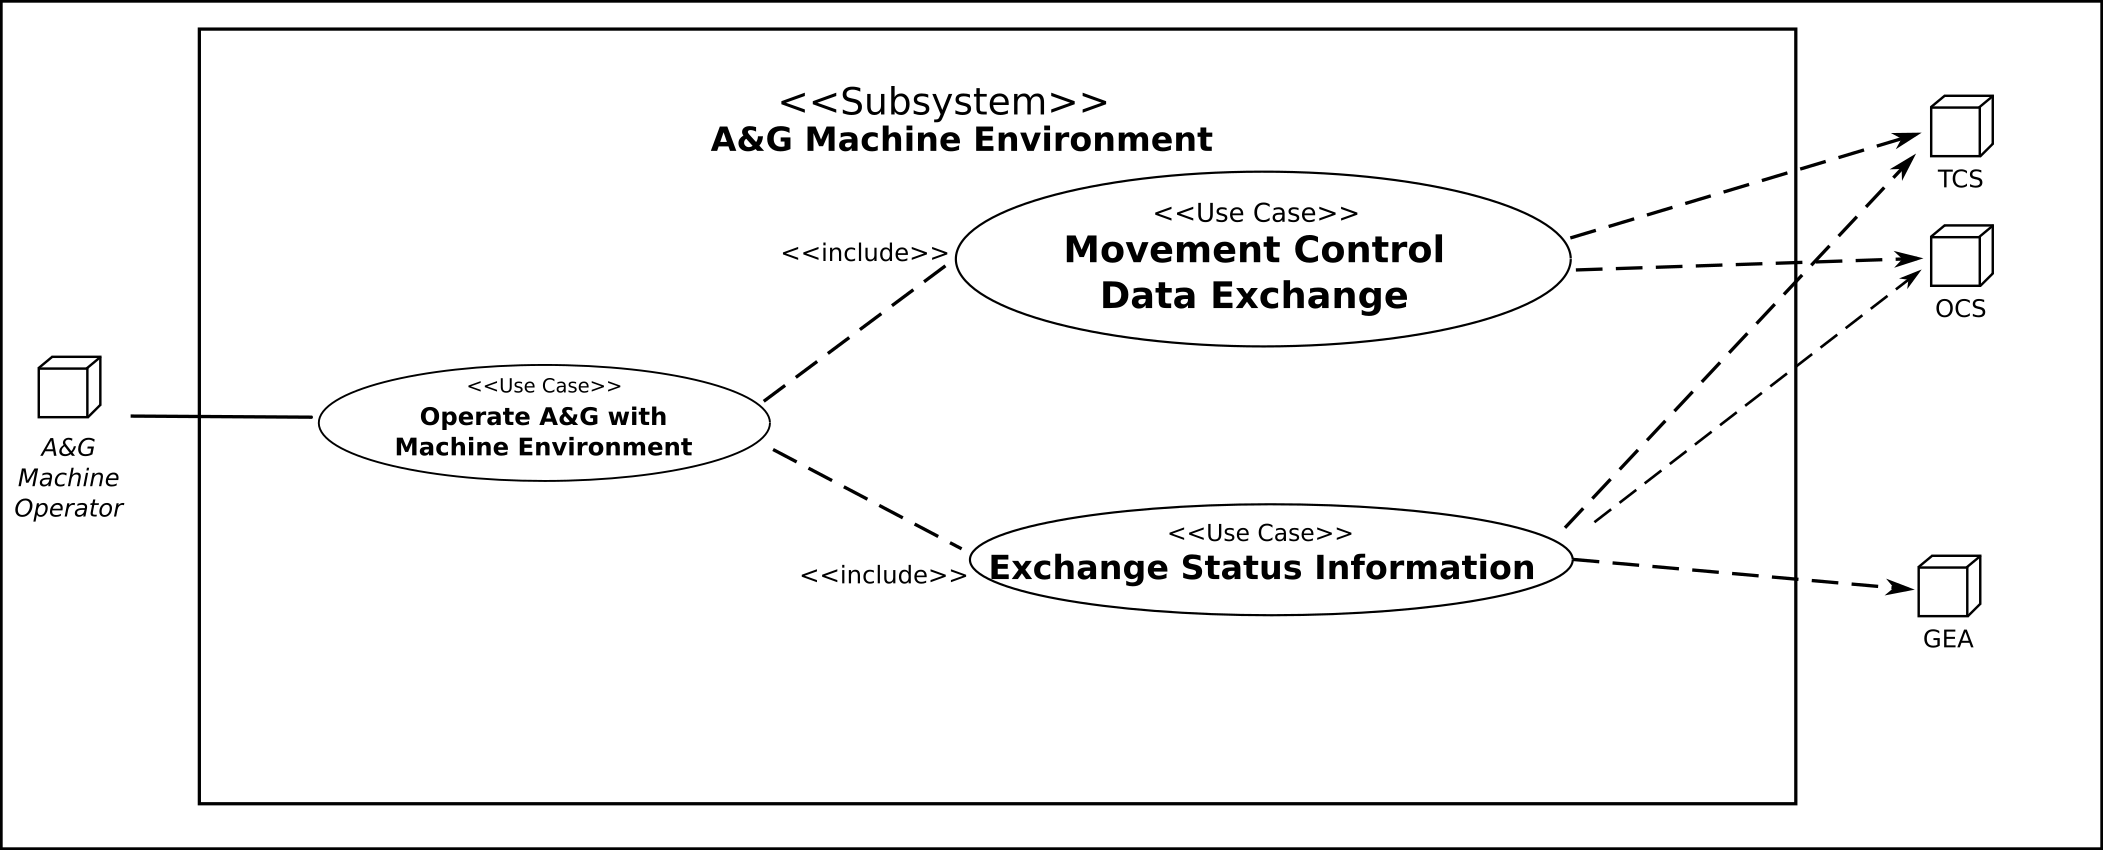 <<Subsystem>>
A&G Machine Environment
<<Use Case>>
Movement Control
Data Exchange
<<include>>
TCS
OCS
<<Use Case>>
Operate A&G with
Machine Environment
A&G
Machine
Operator
<<Use Case>>
Exchange Status Information
<<include>>
GEA